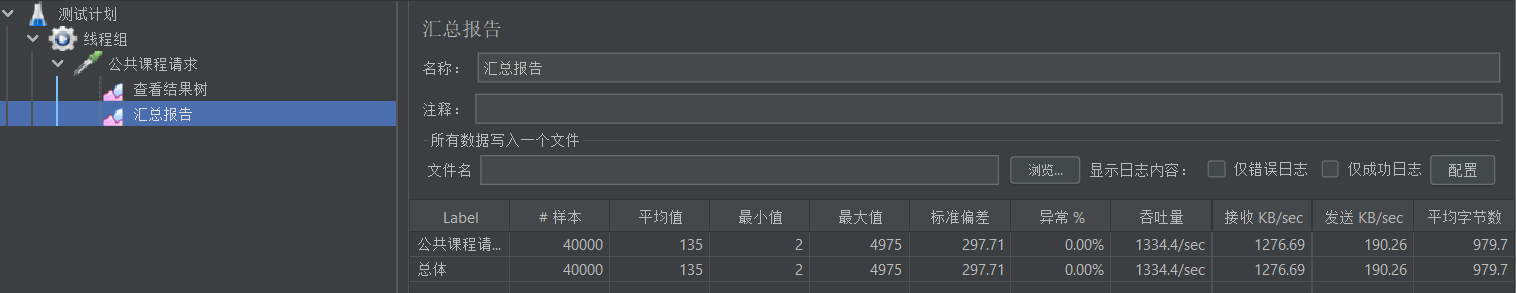 测试计划
线程组
公共课程请求
查看结果树
汇总报告
汇总报告
名称： 汇总报告
注释：
所有数据写入一个文件
文件名 浏览... 显示日志内容： 仅错误日志 仅成功日志 配置
Label # 样本 平均值 最小值 最大值 标准偏差 异常 % 吞吐量 接收 KB/sec 发送 KB/sec 平均字节数
公共课程请... 40000 135 2 4975 297.71 0.00% 1334.4/sec 1276.69 190.26 979.7
总体 40000 135 2 4975 297.71 0.00% 1334.4/sec 1276.69 190.26 979.7